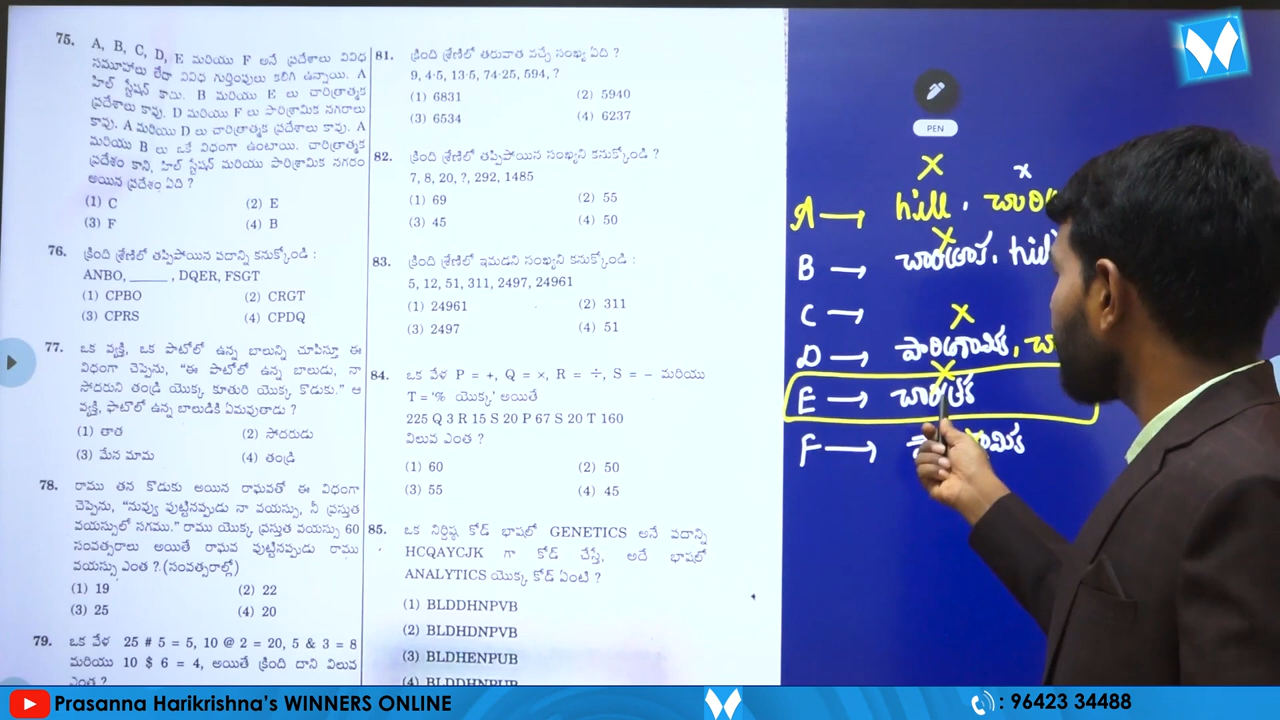 75. A, B, C, D, E మరియు F అనే ప్రదేశాలు వివిధ
సమూహాలు లేదా వివిధ గుర్తింపులు కలిగి ఉన్నాయి. A
హిల్ స్టేషన్ కాదు. B మరియు E లు చారిత్రాత్మక
ప్రదేశాలు కావు. D మరియు F లు పారిశ్రామిక నగరాలు
కావు. A మరియు D లు చారిత్రాత్మక ప్రదేశాలు కావు. A
మరియు B లు ఒకే విధంగా ఉంటాయి. చారిత్రాత్మక
ప్రదేశం కాని, హిల్ స్టేషన్ మరియు పారిశ్రామిక నగరం
అయిన ప్రదేశం ఏది ?
(1) C (2) E
(3) F (4) B
76. క్రింది శ్రేణిలో తప్పిపోయిన పదాన్ని కనుక్కోండి :
ANBO, ______ , DQER, FSGT
(1) CPBO (2) CRGT
(3) CPRS (4) CPDQ
77. ఒక వ్యక్తి, ఒక ఫొటోలో ఉన్న బాలున్ని చూపిస్తూ ఈ
విధంగా చెప్పెను, "ఈ ఫొటోలో ఉన్న బాలుడు, నా
సోదరుని తండ్రి యొక్క కూతురి యొక్క కొడుకు." ఆ
వ్యక్తి, ఫొటోలో ఉన్న బాలుడికి ఏమవుతాడు ?
(1) తాత (2) సోదరుడు
(3) మేన మామ (4) తండ్రి
78. రాము తన కొడుకు అయిన రాఘవతో ఈ విధంగా
చెప్పెను, "నువ్వు పుట్టినప్పుడు నా వయస్సు, నీ ప్రస్తుత
వయస్సులో సగము." రాము యొక్క ప్రస్తుత వయస్సు 60
సంవత్సరాలు అయితే రాఘవ పుట్టినప్పుడు రాము
వయస్సు ఎంత ? (సంవత్సరాల్లో)
(1) 19 (2) 22
(3) 25 (4) 20
79. ఒక వేళ 25 # 5 = 5, 10 @ 2 = 20, 5 & 3 = 8
మరియు 10 $ 6 = 4, అయితే క్రింది దాని విలువ
ఎంత ?
81. క్రింది శ్రేణిలో తరువాత వచ్చే సంఖ్య ఏది ?
9, 4·5, 13·5, 74·25, 594, ?
(1) 6831 (2) 5940
(3) 6534 (4) 6237
82. క్రింది శ్రేణిలో తప్పిపోయిన సంఖ్యని కనుక్కోండి ?
7, 8, 20, ?, 292, 1485
(1) 69 (2) 55
(3) 45 (4) 50
83. క్రింది శ్రేణిలో ఇమడని సంఖ్యని కనుక్కోండి :
5, 12, 51, 311, 2497, 24961
(1) 24961 (2) 311
(3) 2497 (4) 51
84. ఒక వేళ P = +, Q = ×, R = ÷, S = − మరియు
T = '% యొక్క' అయితే
225 Q 3 R 15 S 20 P 67 S 20 T 160
విలువ ఎంత ?
(1) 60 (2) 50
(3) 55 (4) 45
85. ఒక నిర్దిష్ట కోడ్ భాషలో GENETICS అనే పదాన్ని
HCQAYCJK గా కోడ్ చేస్తే, అదే భాషలో
ANALYTICS యొక్క కోడ్ ఏంటి ?
(1) BLDDHNPVB
(2) BLDHDNPVB
(3) BLDHENPUB
(4) BLDDHNPUB
PEN
A → hill,
B → hill
C →
D →
E →
F →
Prasanna Harikrishna's WINNERS ONLINE
: 96423 34488